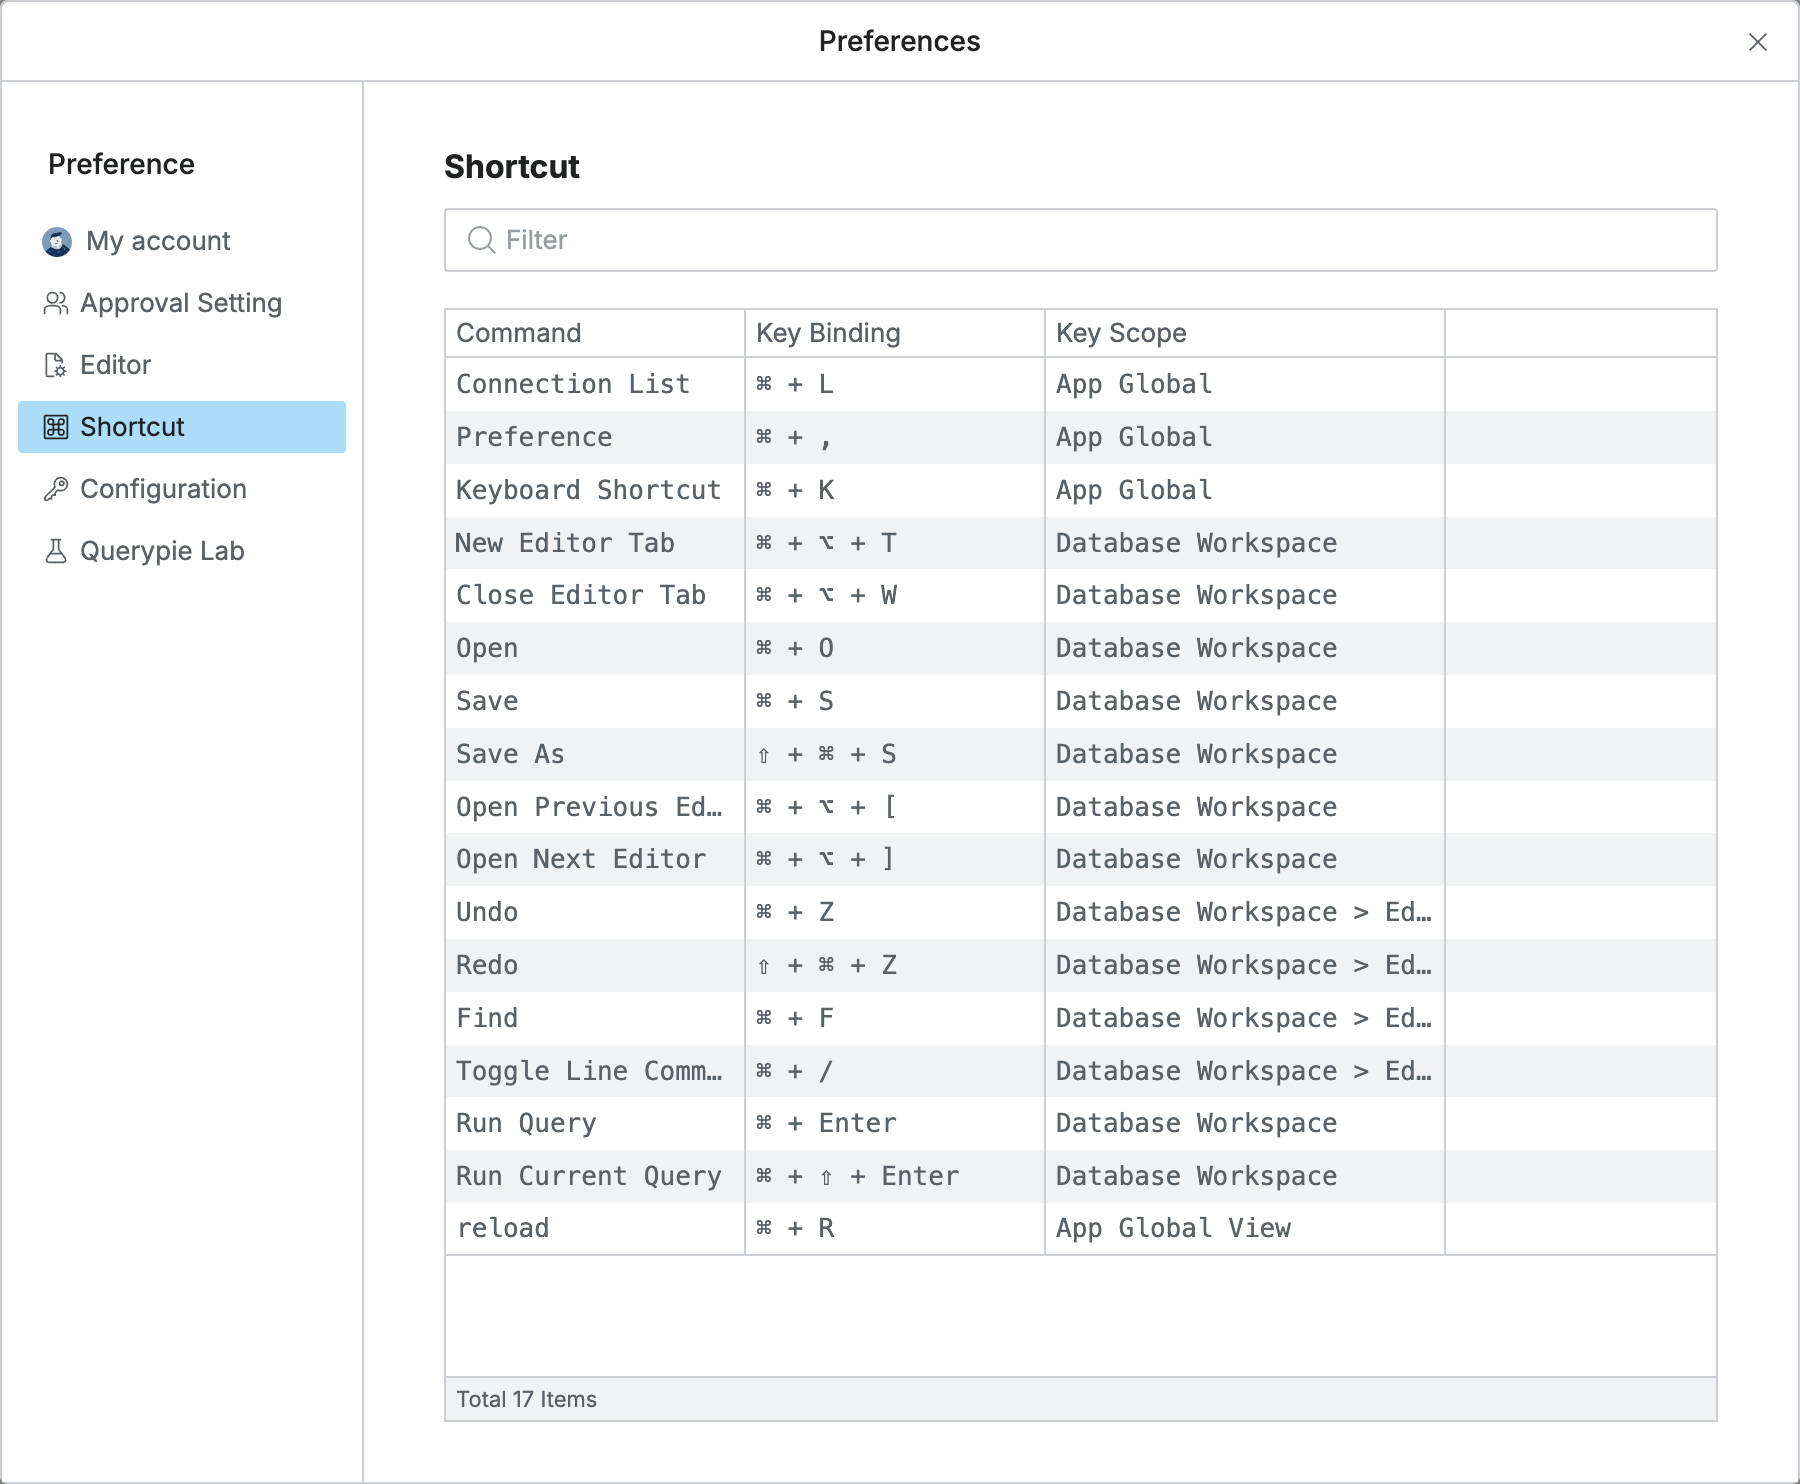 Preferences
Preference
My account
Approval Setting
Editor
Shortcut
Configuration
Querypie Lab
Shortcut
Filter
Command Key Binding Key Scope
Connection List ⌘ + L App Global
Preference ⌘ + , App Global
Keyboard Shortcut ⌘ + K App Global
New Editor Tab ⌘ + ⌥ + T Database Workspace
Close Editor Tab ⌘ + ⌥ + W Database Workspace
Open ⌘ + O Database Workspace
Save ⌘ + S Database Workspace
Save As ⇧ + ⌘ + S Database Workspace
Open Previous Ed… ⌘ + ⌥ + [ Database Workspace
Open Next Editor ⌘ + ⌥ + ] Database Workspace
Undo ⌘ + Z Database Workspace > Ed…
Redo ⇧ + ⌘ + Z Database Workspace > Ed…
Find ⌘ + F Database Workspace > Ed…
Toggle Line Comm… ⌘ + / Database Workspace > Ed…
Run Query ⌘ + Enter Database Workspace
Run Current Query ⌘ + ⇧ + Enter Database Workspace
reload ⌘ + R App Global View
Total 17 Items